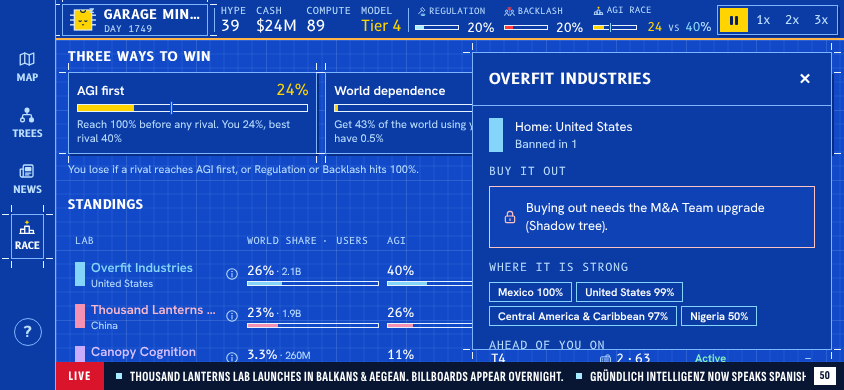 GARAGE MIN…
DAY 1749
HYPE
39
CASH
$24M
COMPUTE
89
MODEL
Tier 4
REGULATION
20%
BACKLASH
20%
AGI RACE
24 VS 40%
1x 2x 3x
MAP
TREES
NEWS
RACE
?
THREE WAYS TO WIN
AGI first 24%
Reach 100% before any rival. You 24%, best
rival 40%
World dependence
Get 43% of the world using y
have 0.5%
You lose if a rival reaches AGI first, or Regulation or Backlash hits 100%.
STANDINGS
LAB WORLD SHARE · USERS AGI
Overfit Industries
United States
26% · 2.1B 40%
Thousand Lanterns …
China
23% · 1.9B 26%
Canopy Cognition
3.3% · 260M 11%
OVERFIT INDUSTRIES
Home: United States
Banned in 1
BUY IT OUT
Buying out needs the M&A Team upgrade
(Shadow tree).
WHERE IT IS STRONG
Mexico 100% United States 99%
Central America & Caribbean 97% Nigeria 50%
AHEAD OF YOU ON
T4 2 · 63 Active –
LIVE
THOUSAND LANTERNS LAB LAUNCHES IN BALKANS & AEGEAN. BILLBOARDS APPEAR OVERNIGHT. GRÜNDLICH INTELLIGENZ NOW SPEAKS SPANISH
50